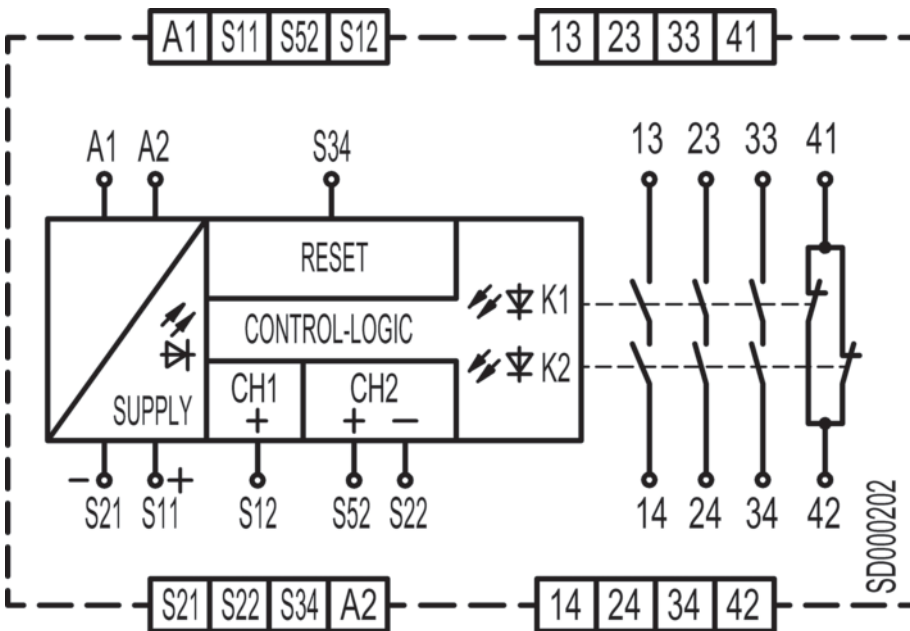 A1 S11 S52 S12 13 23 33 41
A1 A2 S34 13 23 33 41
RESET
K1
CONTROL-LOGIC
K2
CH1 CH2
SUPPLY + + −
− S21 S11 + S12 S52 S22 14 24 34 42
SD000202
S21 S22 S34 A2 14 24 34 42